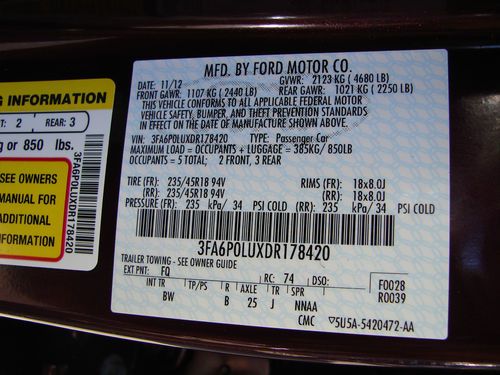 MFD. BY FORD MOTOR CO.
DATE: 11/12 GVWR: 2123 KG ( 4680 LB)
FRONT GAWR: 1107 KG ( 2440 LB) REAR GAWR: 1021 KG ( 2250 LB)
THIS VEHICLE CONFORMS TO ALL APPLICABLE FEDERAL MOTOR
VEHICLE SAFETY, BUMPER, AND THEFT PREVENTION STANDARDS
IN EFFECT ON THE DATE OF MANUFACTURE SHOWN ABOVE.
VIN: 3FA6P0LUXDR178420 TYPE: Passenger Car
MAXIMUM LOAD = OCCUPANTS + LUGGAGE = 385KG/ 850LB
OCCUPANTS = 5 TOTAL; 2 FRONT, 3 REAR
TIRE (FR): 235/45R18 94V RIMS (FR): 18x8.0J
(RR): 235/45R18 94V (RR): 18x8.0J
PRESSURE (FR): 235 kPa/ 34 PSI COLD (RR): 235 kPa/ 34 PSI COLD
3FA6P0LUXDR178420
TRAILER TOWING - SEE OWNER GUIDE
EXT PNT: FQ RC: 74 DSO: F0028
INT TR TP/PS R AXLE TR SPR R0039
BW B 25 J NNAA
CMC 5U5A-5420472-AA
G INFORMATION
T: 2 REAR: 3
g or 850 lbs.
SEE OWNERS
MANUAL FOR
ADDITIONAL
INFORMATION
3FA6P0LUXDR178420